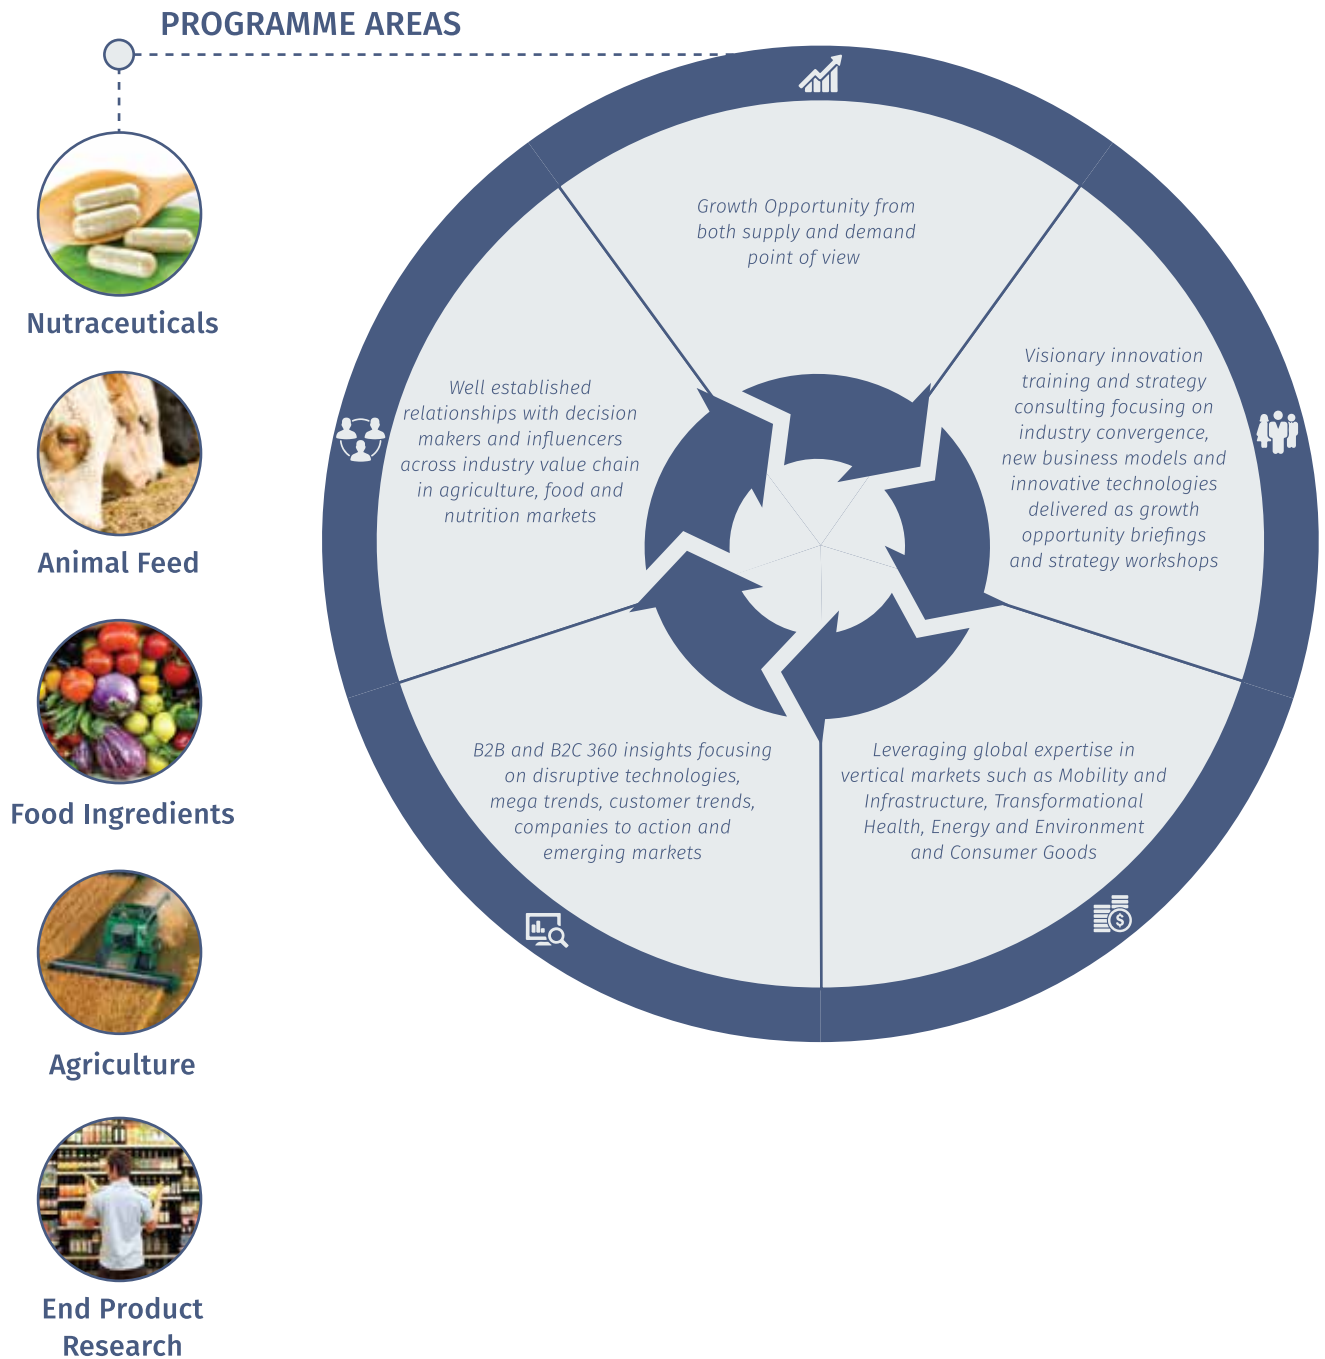 PROGRAMME AREAS
Nutraceuticals
Animal Feed
Food Ingredients
Agriculture
End Product
Research
Growth Opportunity from
both supply and demand
point of view
Visionary innovation
training and strategy
consulting focusing on
industry convergence,
new business models and
innovative technologies
delivered as growth
opportunity briefings
and strategy workshops
Leveraging global expertise in
vertical markets such as Mobility and
Infrastructure, Transformational
Health, Energy and Environment
and Consumer Goods
$
B2B and B2C 360 insights focusing
on disruptive technologies,
mega trends, customer trends,
companies to action and
emerging markets
Well established
relationships with decision
makers and influencers
across industry value chain
in agriculture, food and
nutrition markets